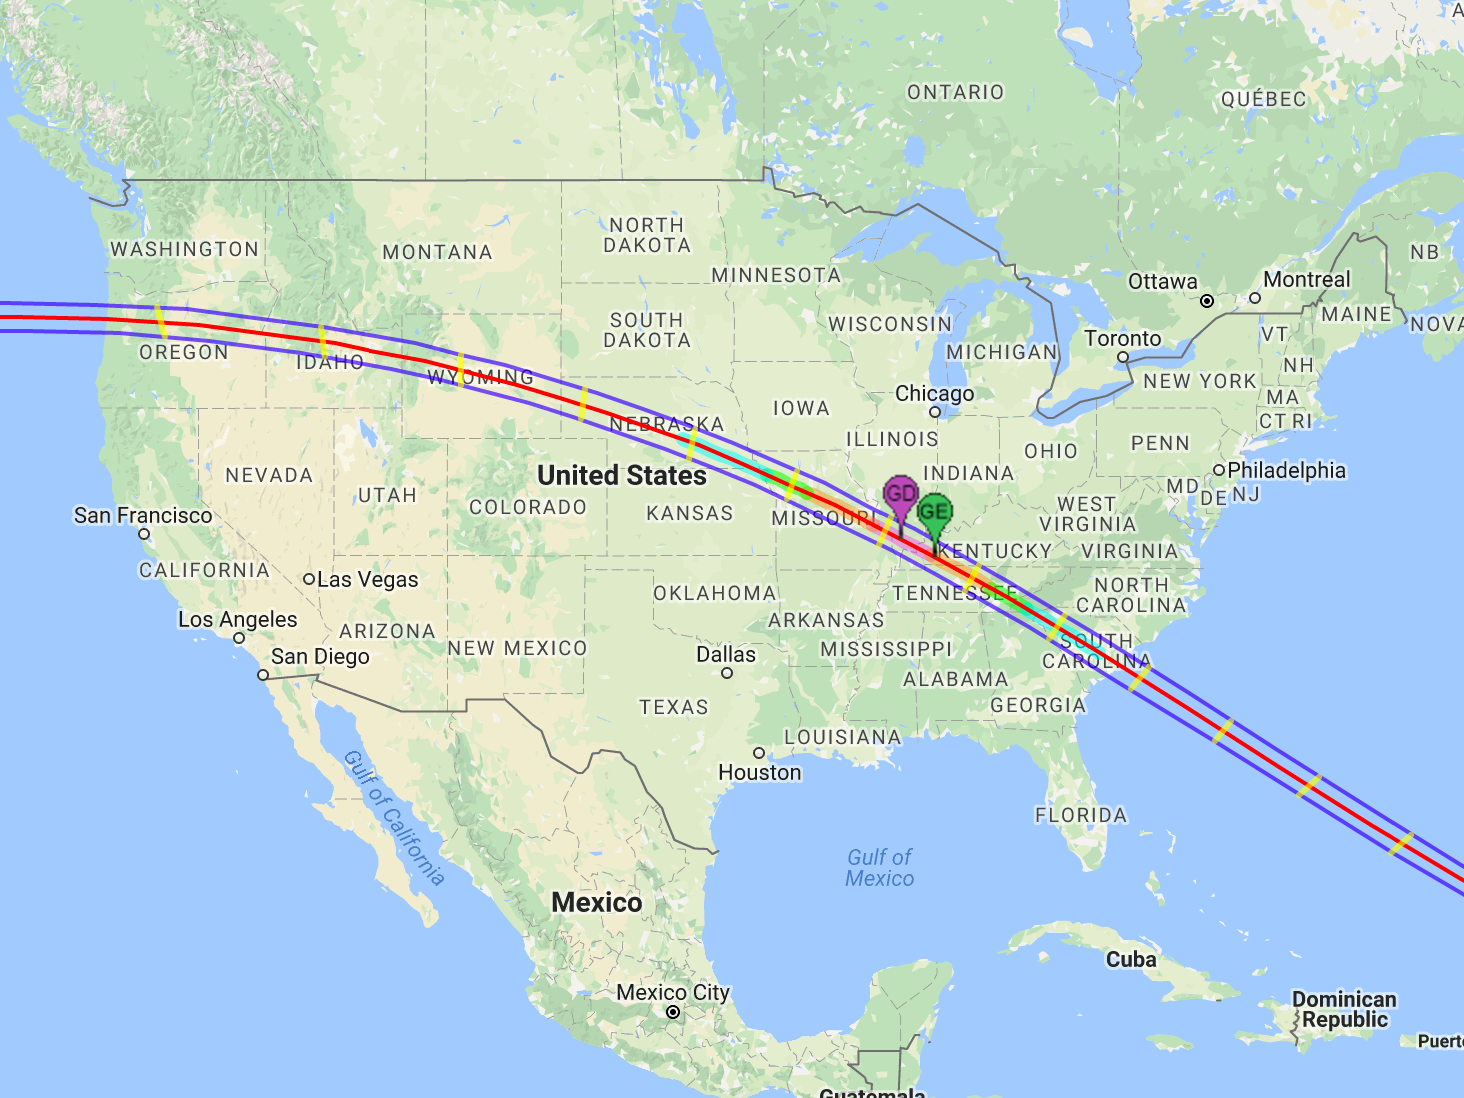 ONTARIO
QUÉBEC
WASHINGTON
MONTANA
NORTH
DAKOTA
MINNESOTA
NB
Ottawa
Montreal
SOUTH
DAKOTA
WISCONSIN
MICHIGAN
Toronto
VT
MAINE
NOVA
OREGON
IDAHO
WYOMING
NH
NEW YORK
MA
CT RI
Chicago
IOWA
NEBRASKA
ILLINOIS
OHIO
PENN
Philadelphia
NEVADA
UTAH
United States
COLORADO
KANSAS
MISSOURI
INDIANA
GD
GE
MD
DE
NJ
WEST
VIRGINIA
San Francisco
CALIFORNIA
Las Vegas
KENTUCKY
VIRGINIA
OKLAHOMA
TENNESSEE
NORTH
CAROLINA
Los Angeles
ARIZONA
NEW MEXICO
ARKANSAS
San Diego
Dallas
MISSISSIPPI
SOUTH
CAROLINA
ALABAMA
TEXAS
GEORGIA
LOUISIANA
Houston
Gulf of California
FLORIDA
Gulf of
Mexico
Mexico
Cuba
Mexico City
Dominican
Republic
Puert
Guatemala